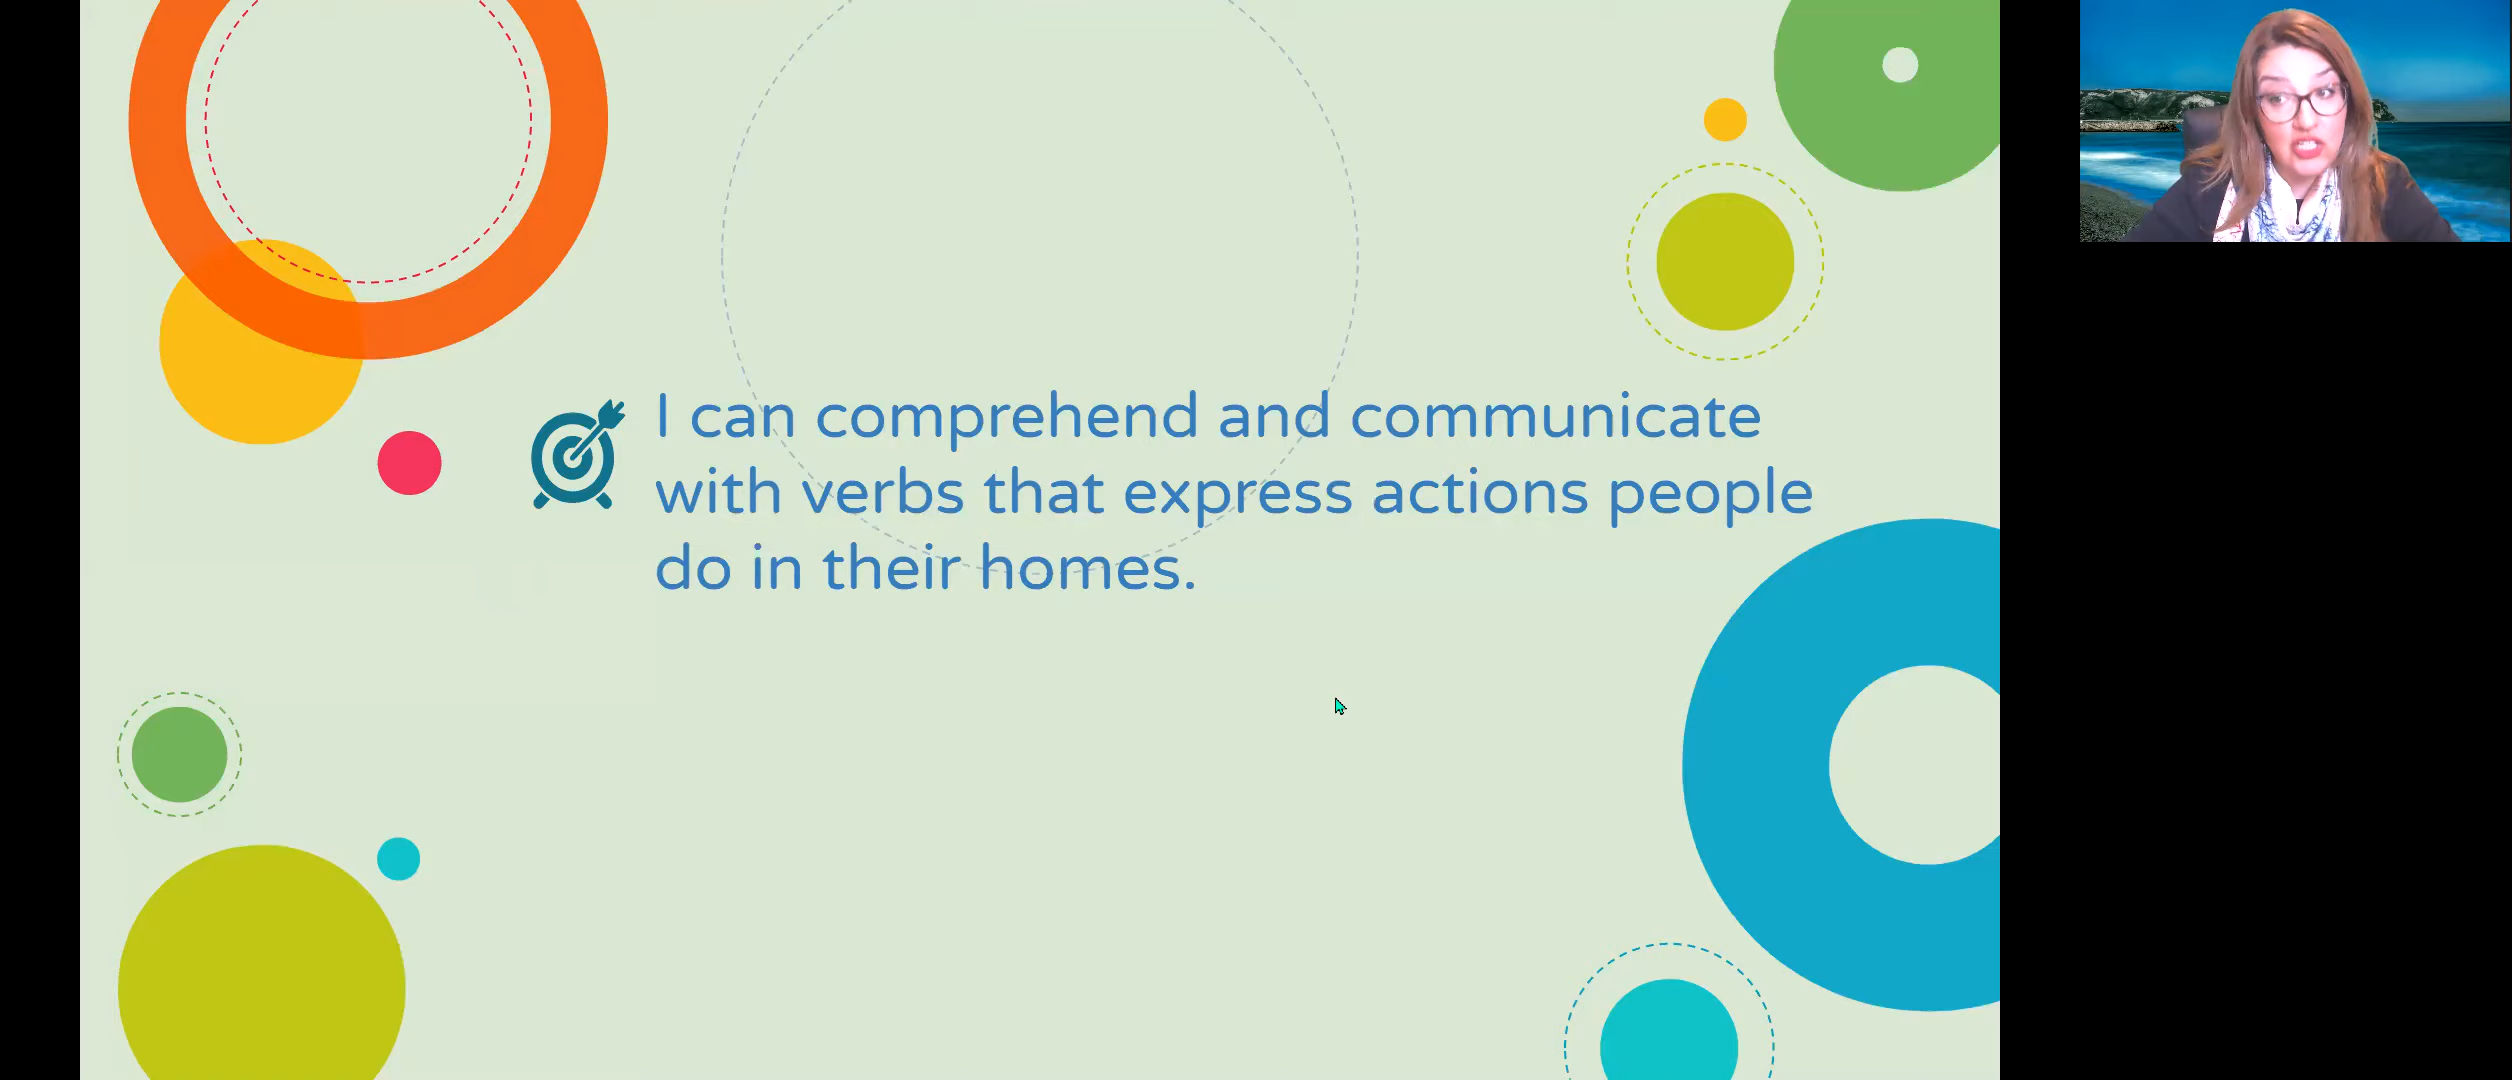 I can comprehend and communicate
with verbs that express actions people
do in their homes.